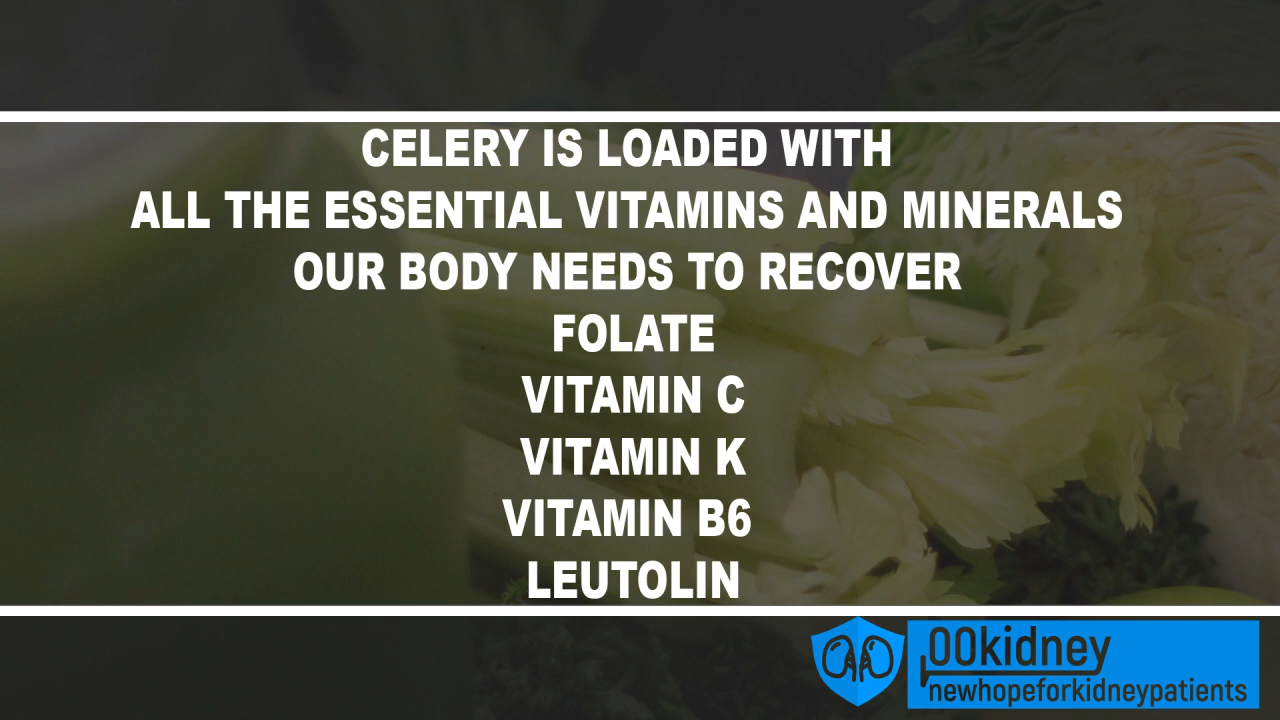 CELERY IS LOADED WITH
ALL THE ESSENTIAL VITAMINS AND MINERALS
OUR BODY NEEDS TO RECOVER
FOLATE
VITAMIN C
VITAMIN K
VITAMIN B6
LEUTOLIN
00kidney
newhopeforkidneypatients